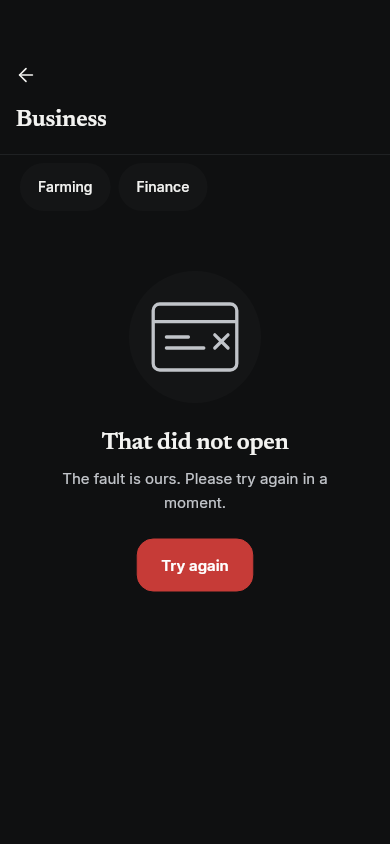 Business
Farming
Finance
That did not open
The fault is ours. Please try again in a
moment.
Try again